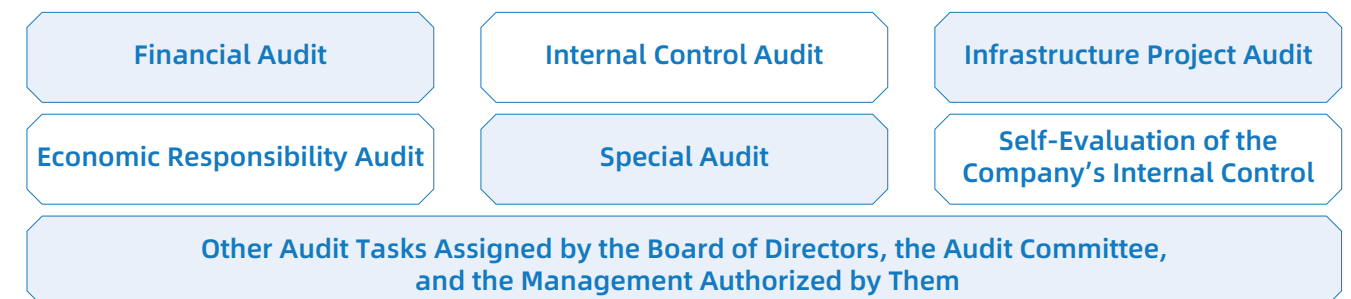 Financial Audit
Internal Control Audit
Infrastructure Project Audit
Economic Responsibility Audit
Special Audit
Self-Evaluation of the
Company’s Internal Control
Other Audit Tasks Assigned by the Board of Directors, the Audit Committee,
and the Management Authorized by Them